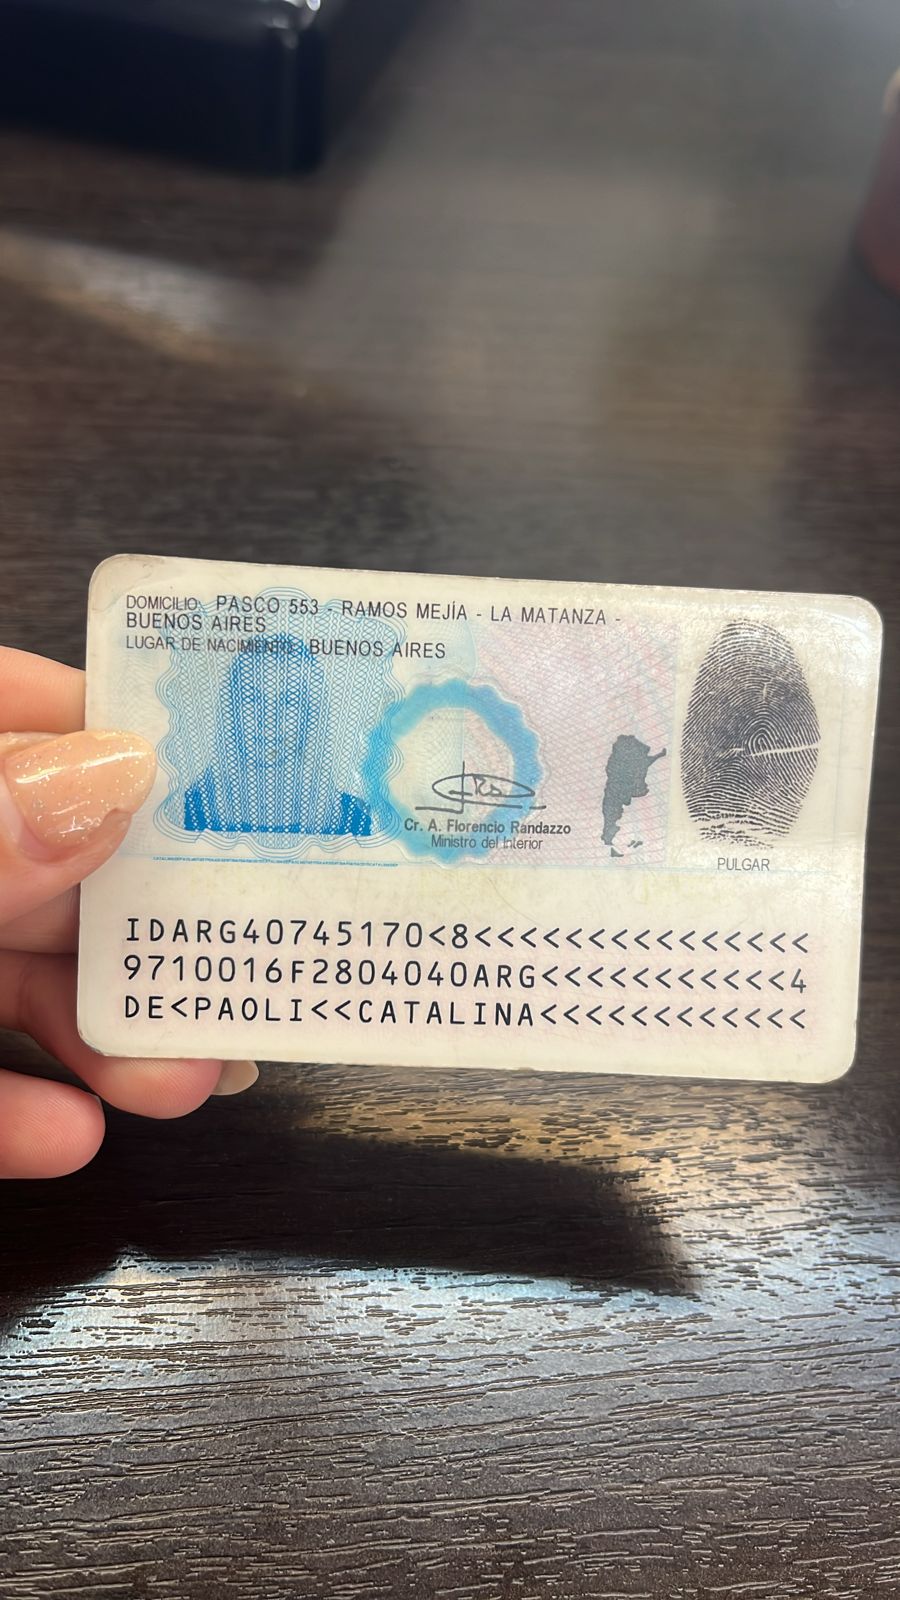 DOMICILIO: PASCO 553 - RAMOS MEJÍA - LA MATANZA -
BUENOS AIRES
LUGAR DE NACIMIENTO: BUENOS AIRES
Cr. A. Florencio Randazzo
Ministro del Interior
PULGAR
IDARG40745170<8<<<<<<<<<<<<<<<
9710016F2804040ARG<<<<<<<<<<<4
DE<PAOLI<<CATALINA<<<<<<<<<<<<